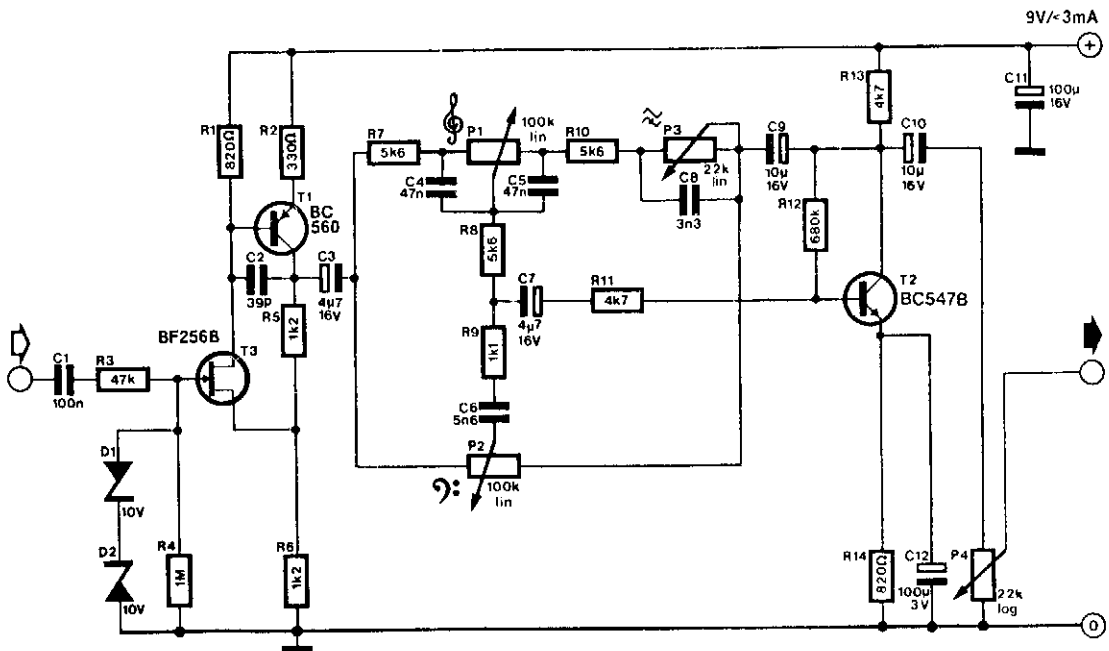 9V/<3mA
+
R1
820Ω
R2
330Ω
T1
BC
560
C2
39P
C3
4µ7
16V
R5
1k2
BF256B
T3
C1
100n
R3
47k
D1
10V
D2
10V
R4
1M
R6
1k2
R7
5k6
P1
100k
lin
C4
47n
C5
47n
R10
5k6
P3
22k
lin
C8
3n3
R8
5k6
C7
4µ7
16V
R11
4k7
R9
1k1
C6
5n6
P2
100k
lin
C9
10µ
16V
R12
680k
R13
4k7
C10
10µ
16V
C11
100µ
16V
T2
BC547B
R14
820Ω
C12
100µ
3V
P4
22k
log
0